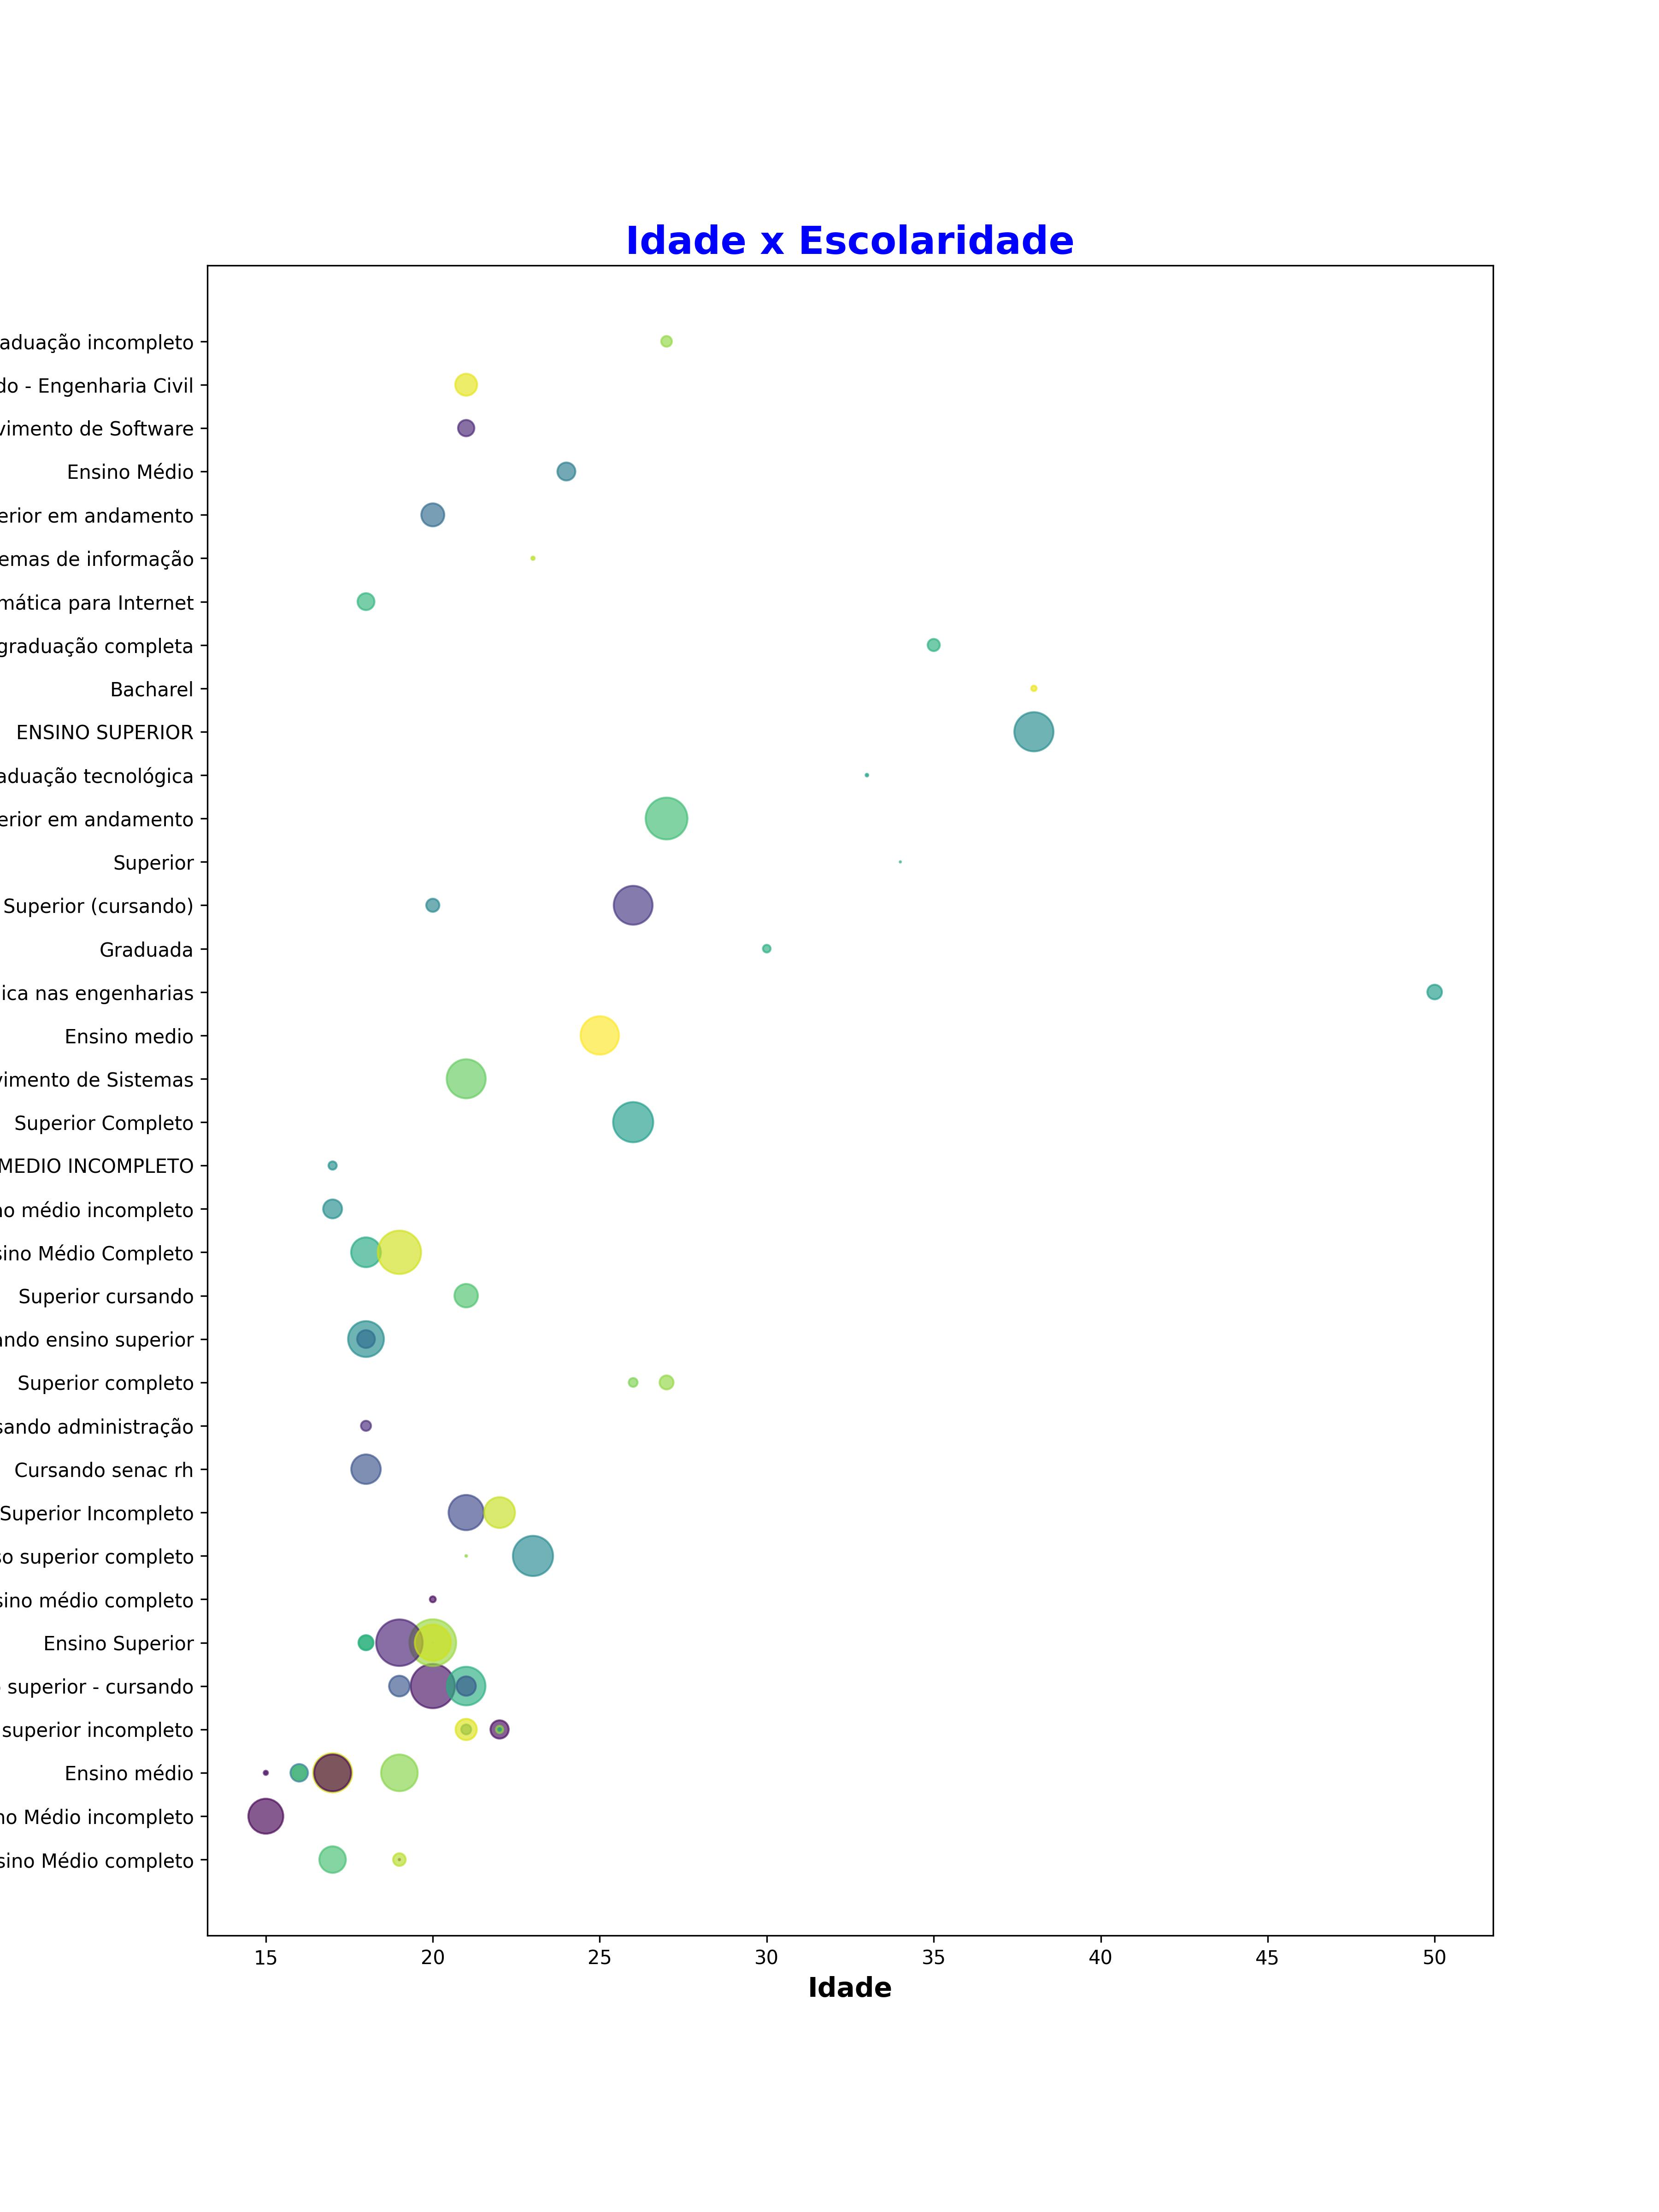 Idade x Escolaridade
aduação incompleto
do - Engenharia Civil
vimento de Software
Ensino Médio
erior em andamento
emas de informação
mática para Internet
graduação completa
Bacharel
ENSINO SUPERIOR
aduação tecnológica
erior em andamento
Superior
Superior (cursando)
Graduada
ica nas engenharias
Ensino medio
vimento de Sistemas
Superior Completo
MEDIO INCOMPLETO
no médio incompleto
sino Médio Completo
Superior cursando
ando ensino superior
Superior completo
sando administração
Cursando senac rh
Superior Incompleto
so superior completo
sino médio completo
Ensino Superior
superior - cursando
superior incompleto
Ensino médio
no Médio incompleto
sino Médio completo
15 20 25 30 35 40 45 50
Idade